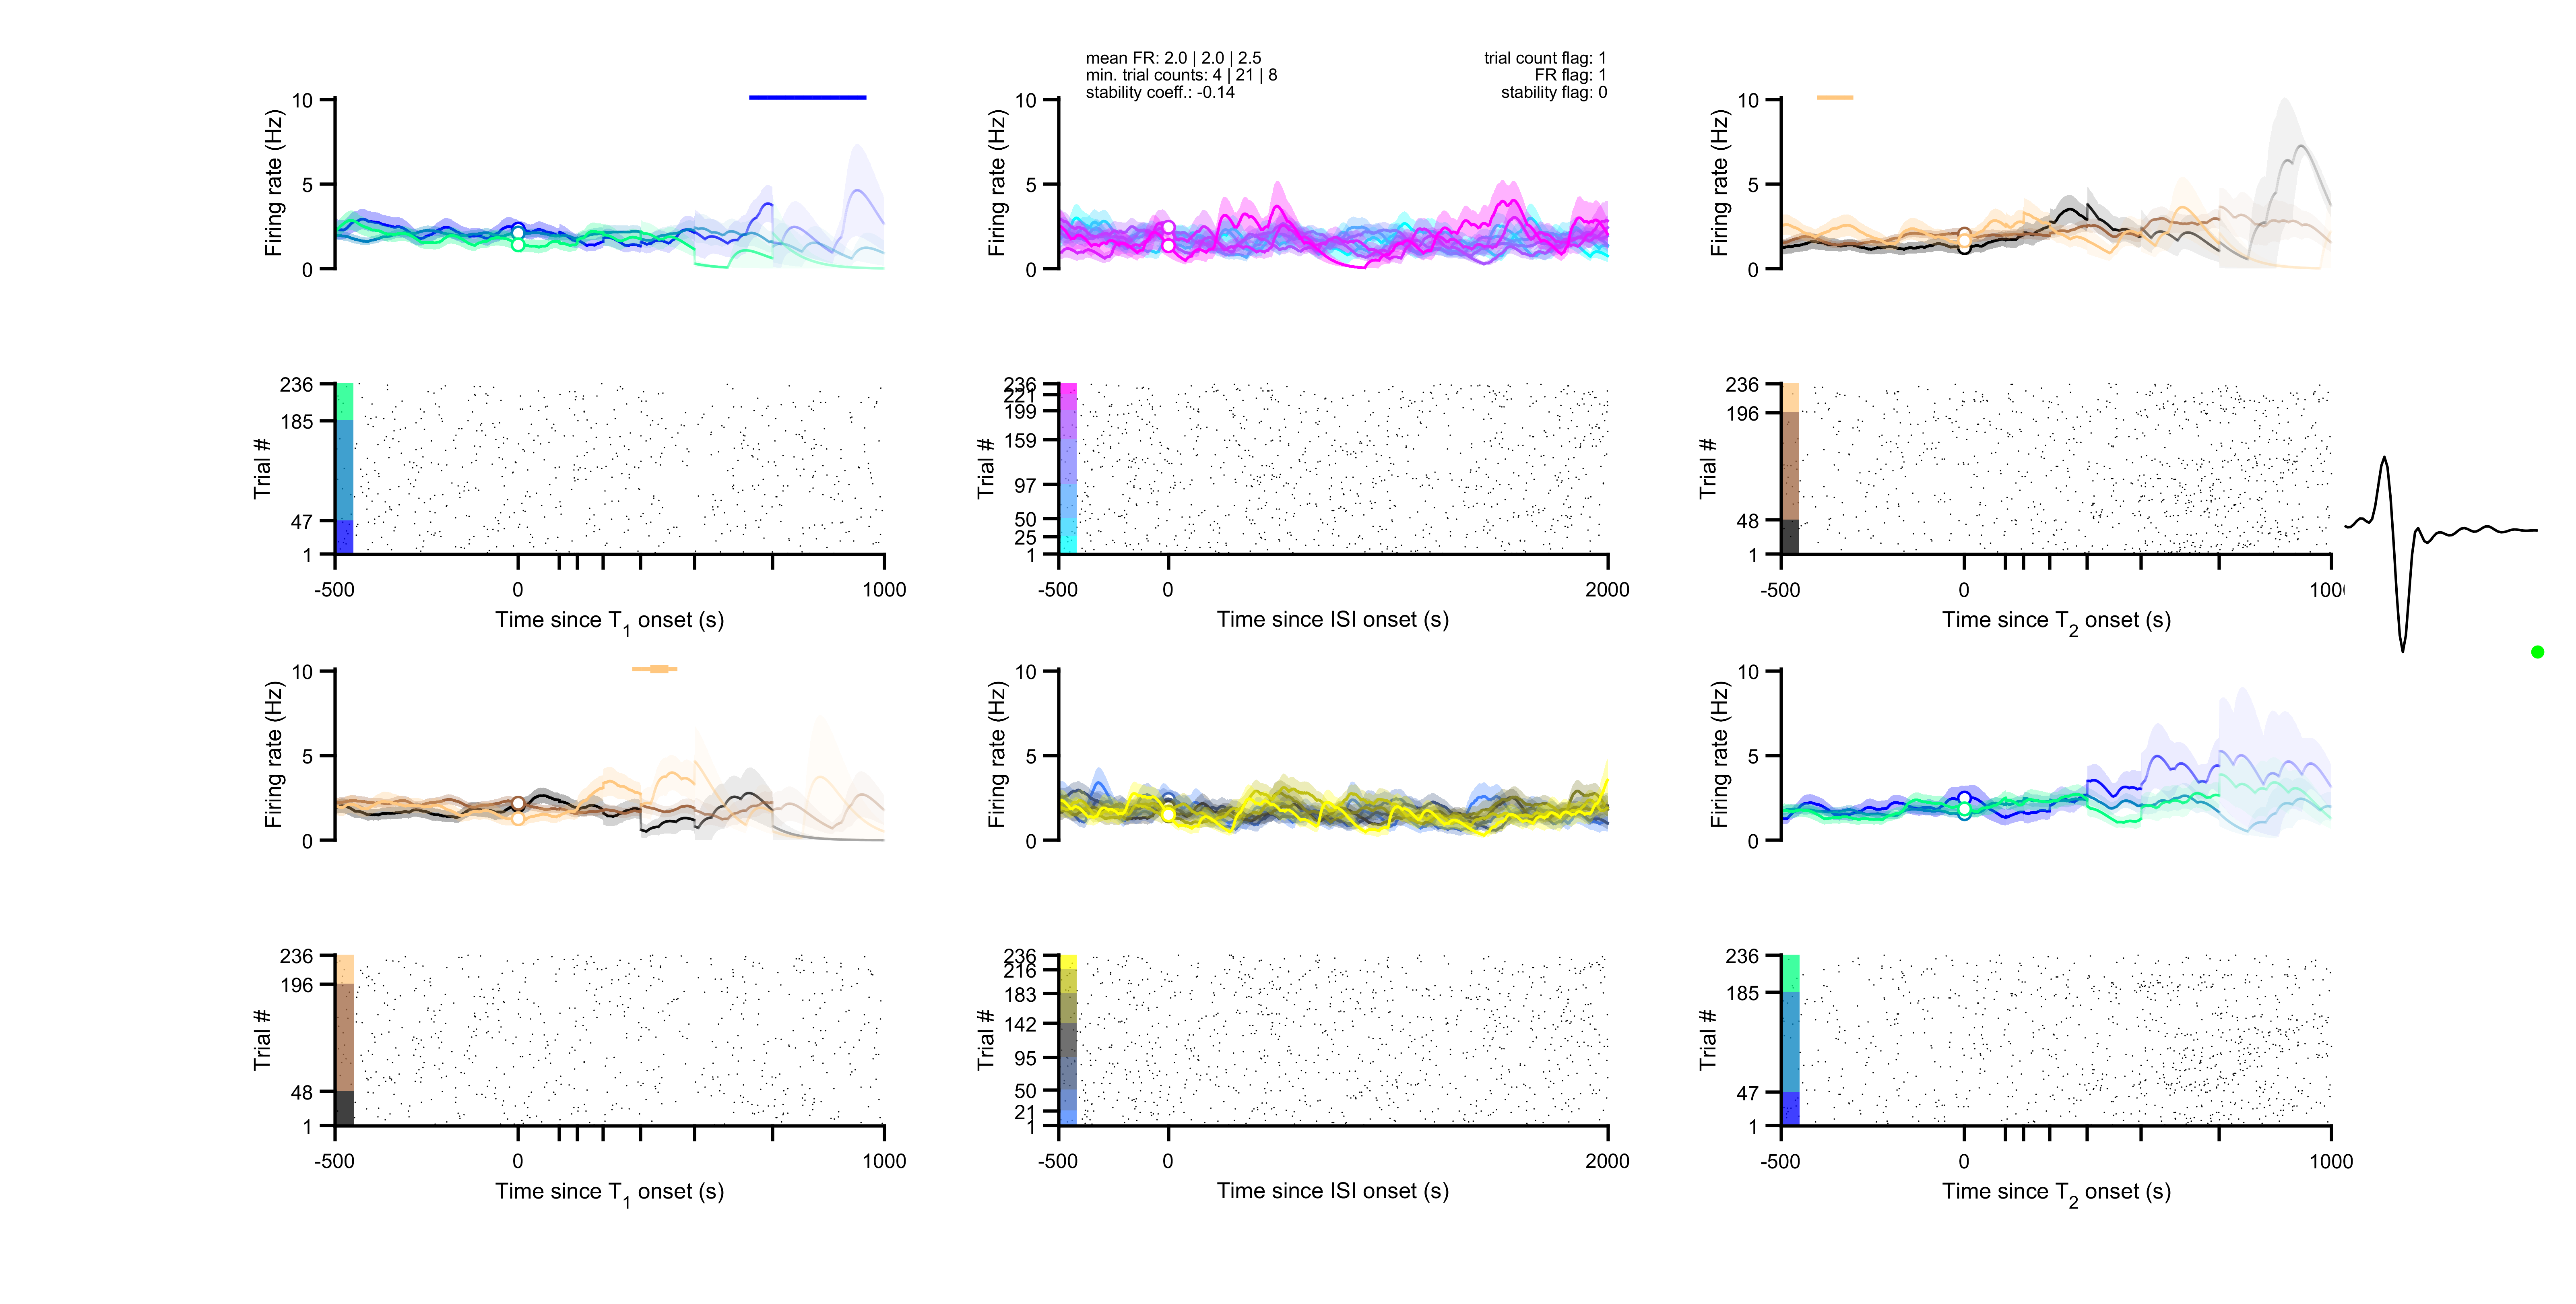 mean FR: 2.0 | 2.0 | 2.5
min. trial counts: 4 | 21 | 8
stability coeff.: -0.14
trial count flag: 1
FR flag: 1
stability flag: 0
10
5
0
Firing rate (Hz)
10
5
0
Firing rate (Hz)
10
5
0
Firing rate (Hz)
236
185
47
1
Trial #
-500
0
1000
Time since T1 onset (s)
236
221
199
159
97
50
25
1
Trial #
-500
0
2000
Time since ISI onset (s)
236
196
48
1
Trial #
-500
0
1000
Time since T2 onset (s)
10
5
0
Firing rate (Hz)
10
5
0
Firing rate (Hz)
10
5
0
Firing rate (Hz)
236
196
48
1
Trial #
-500
0
1000
Time since T1 onset (s)
236
216
183
142
95
50
21
1
Trial #
-500
0
2000
Time since ISI onset (s)
236
185
47
1
Trial #
-500
0
1000
Time since T2 onset (s)